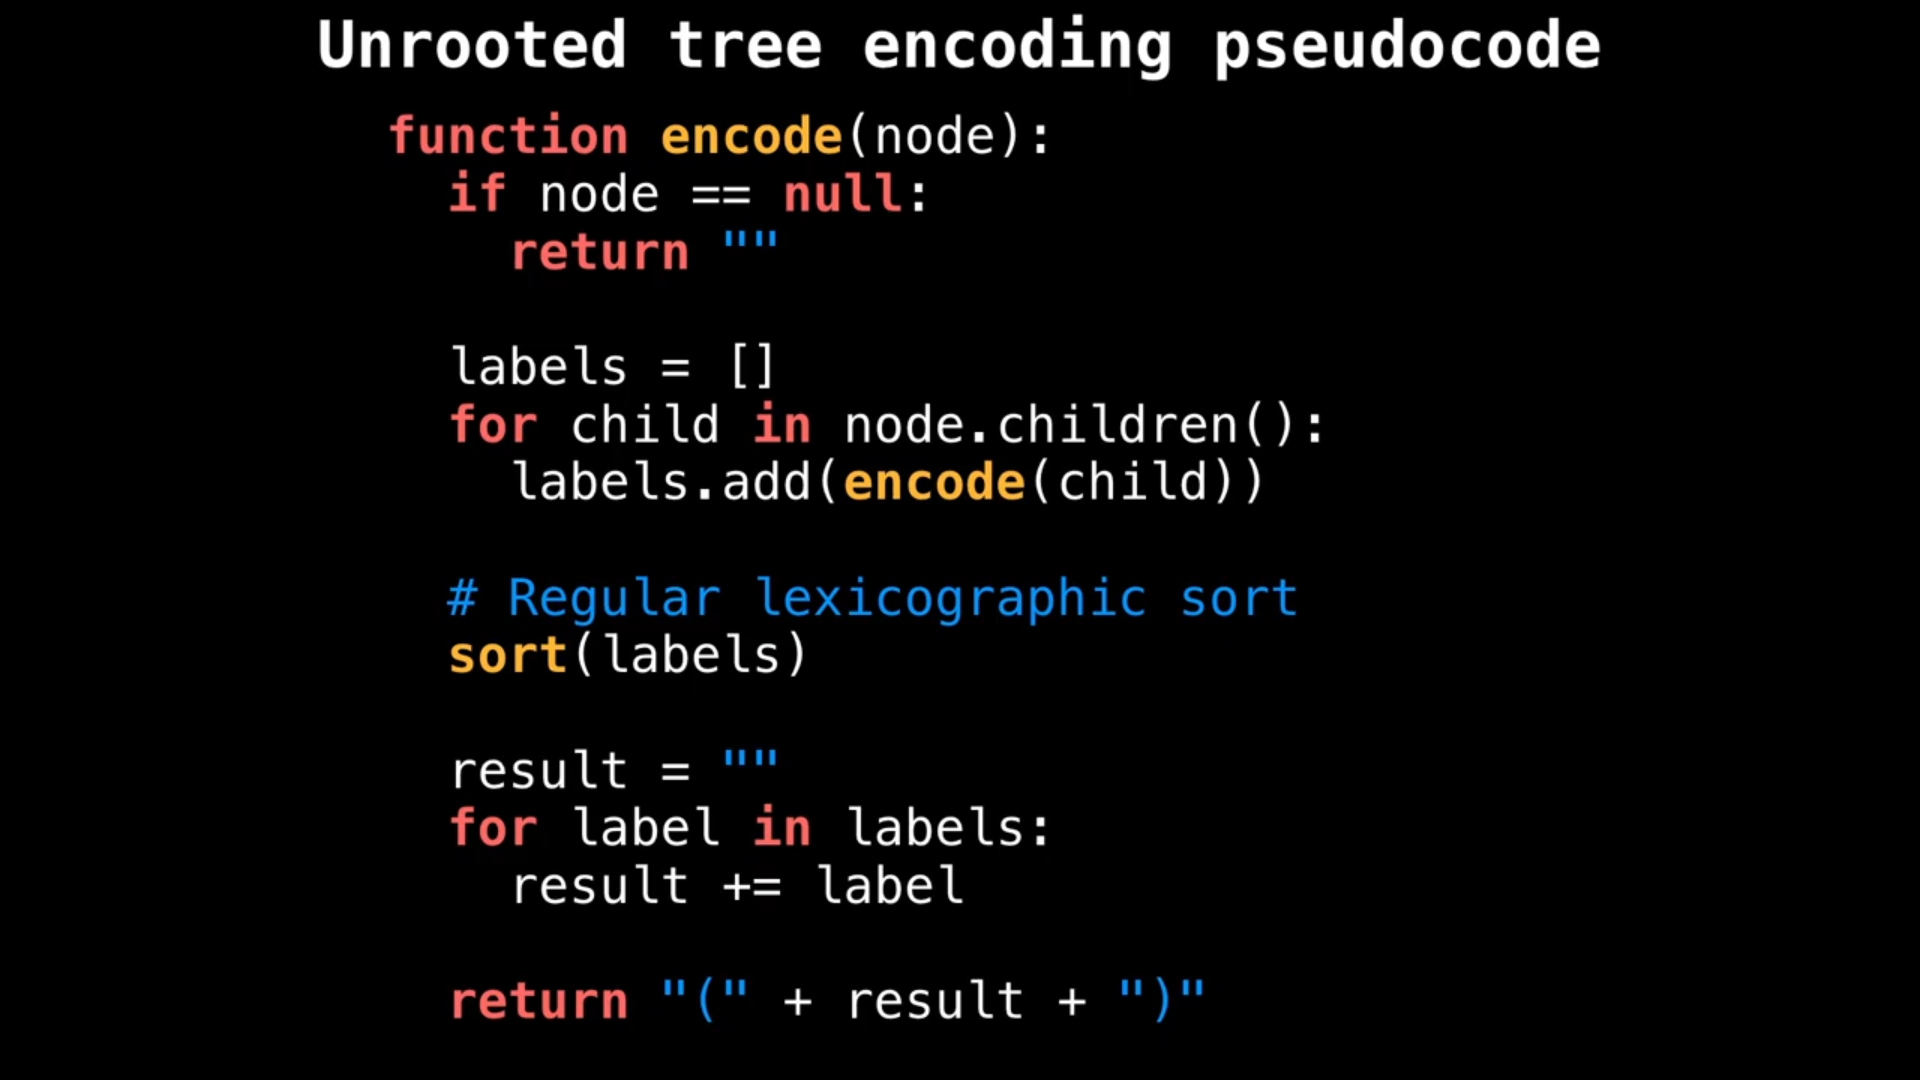 Unrooted tree encoding pseudocode
function encode(node):
if node == null:
return ""
labels = []
for child in node.children():
labels.add(encode(child))
# Regular lexicographic sort
sort(labels)
result = ""
for label in labels:
result += label
return "(" + result + ")"